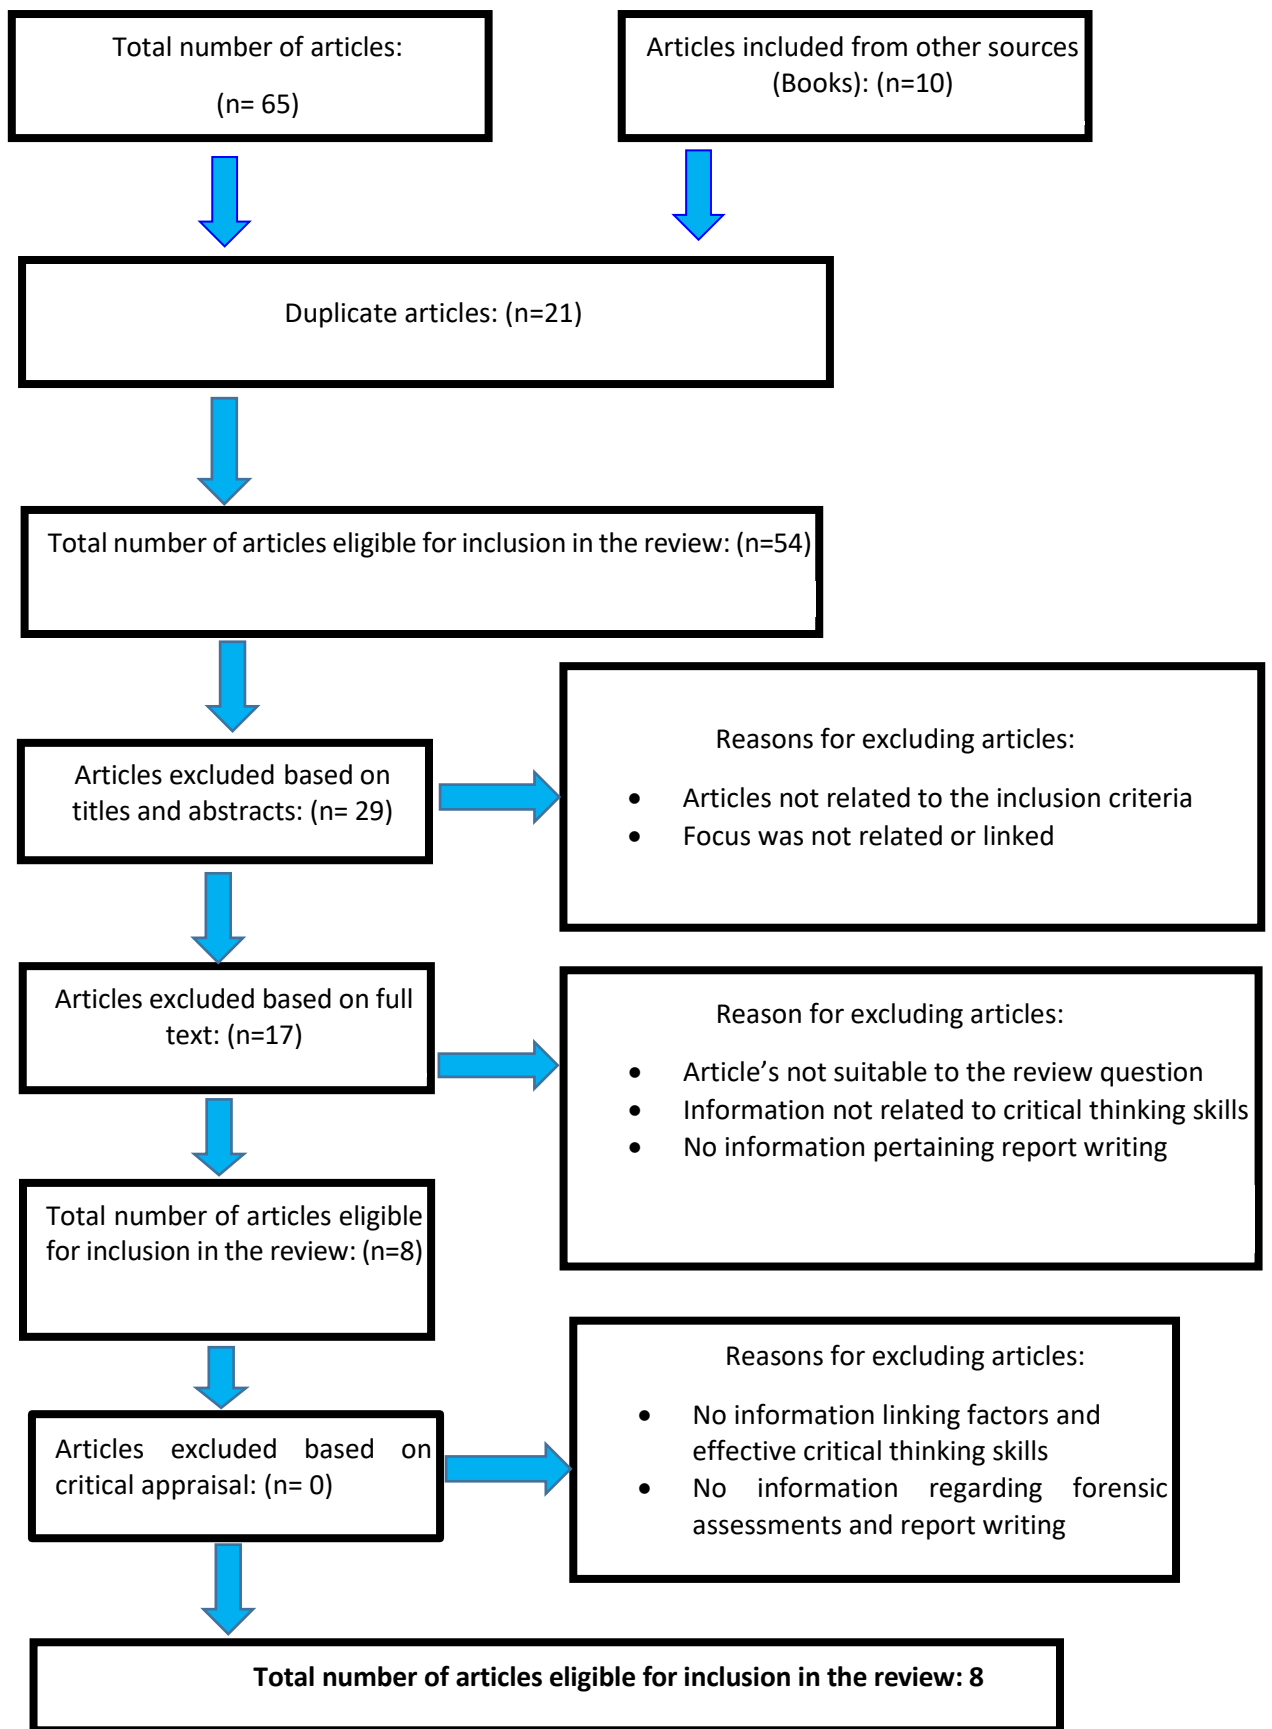 Total number of articles:
(n= 65)
Articles included from other sources
(Books): (n=10)
Duplicate articles: (n=21)
Total number of articles eligible for inclusion in the review: (n=54)
Articles excluded based on
titles and abstracts: (n= 29)
Reasons for excluding articles:
• Articles not related to the inclusion criteria
• Focus was not related or linked
Articles excluded based on full
text: (n=17)
Reason for excluding articles:
• Article's not suitable to the review question
• Information not related to critical thinking skills
• No information pertaining report writing
Total number of articles eligible
for inclusion in the review: (n=8)
Articles excluded based on
critical appraisal: (n= 0)
Reasons for excluding articles:
• No information linking factors and
effective critical thinking skills
• No information regarding forensic
assessments and report writing
Total number of articles eligible for inclusion in the review: 8